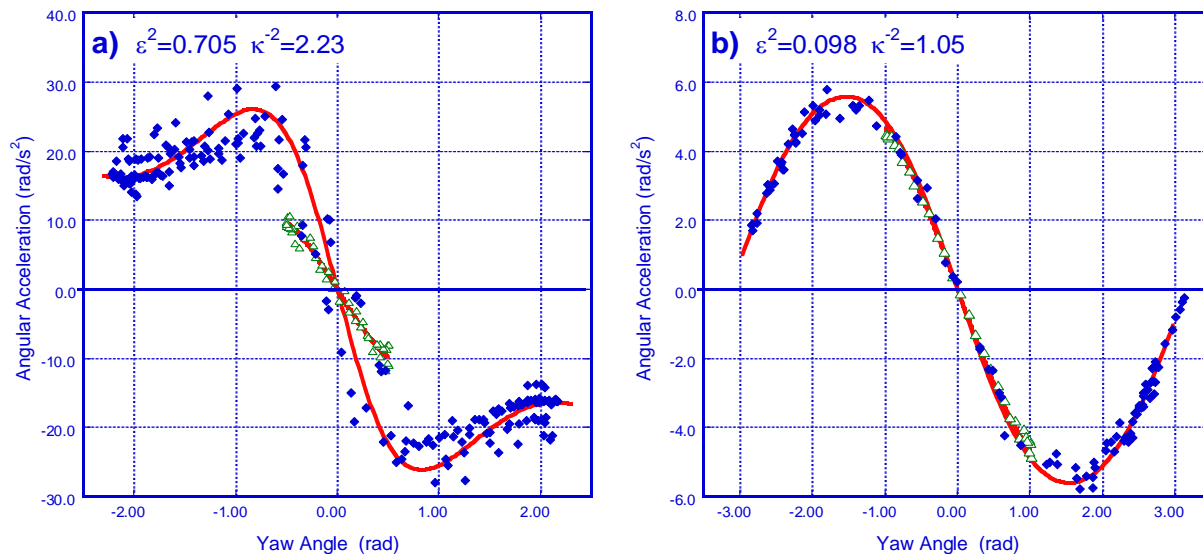 a) ε²=0.705 κ⁻²=2.23
40.0
30.0
20.0
10.0
0.0
-10.0
-20.0
-30.0
Angular Acceleration (rad/s²)
-2.00 -1.00 0.00 1.00 2.00
Yaw Angle (rad)
b) ε²=0.098 κ⁻²=1.05
8.0
6.0
4.0
2.0
0.0
-2.0
-4.0
-6.0
Angular Acceleration (rad/s²)
-3.00 -2.00 -1.00 0.00 1.00 2.00 3.00
Yaw Angle (rad)